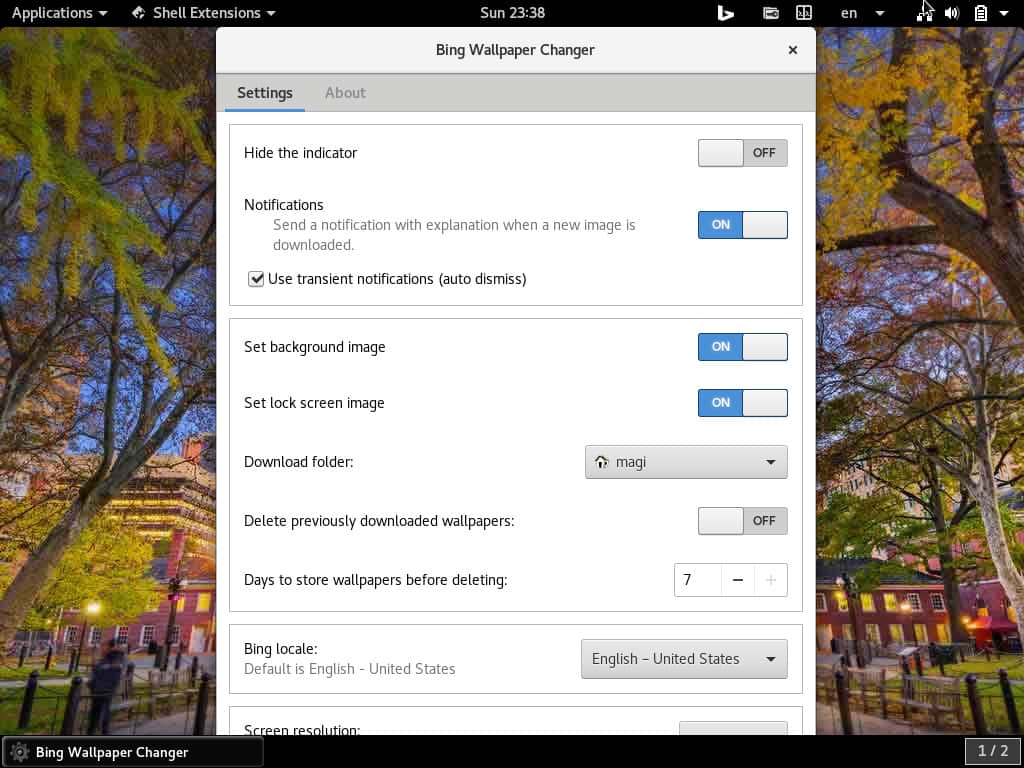 Applications
Shell Extensions
Sun 23:38
en
Bing Wallpaper Changer
Settings
About
Hide the indicator
OFF
Notifications
Send a notification with explanation when a new image is
downloaded.
ON
Use transient notifications (auto dismiss)
Set background image
ON
Set lock screen image
ON
Download folder:
magi
Delete previously downloaded wallpapers:
OFF
Days to store wallpapers before deleting:
7
Bing locale:
Default is English - United States
English – United States
Screen resolution:
Bing Wallpaper Changer
1 / 2